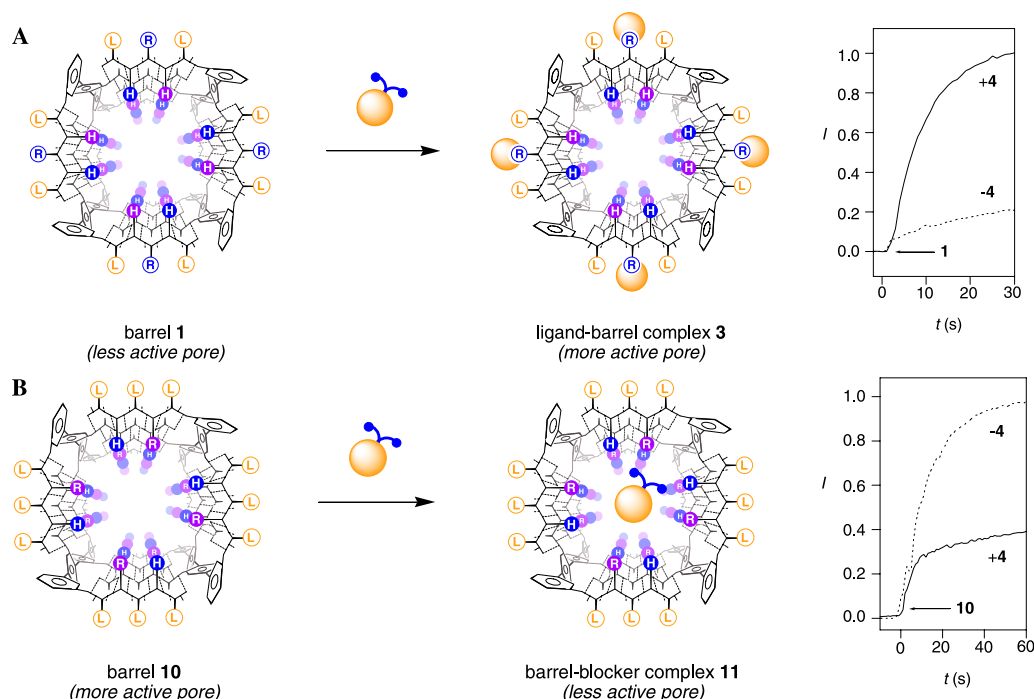 A
L R L L R L
1.0
H H H H
H H H H
+4
0.8
L L L L
H H H H
H H H H
I
0.6
R R R R
H H H H
H H H H
0.4
L L L L
-4
H H H H
H H H H
0.2
L R L L R L
0.0
1
0 10 20 30
t (s)
barrel 1
(less active pore)
ligand-barrel complex 3
(more active pore)
B
L L L L L L
1.0
-4
H R H R
R H R H
0.8
L L L L
R H R H
H H
I
0.6
L L L L
H R H R
R R
0.4
+4
L L L L
H R H R
R H R H
0.2
10
L L L L L L
0.0
0 20 40 60
t (s)
barrel 10
(more active pore)
barrel-blocker complex 11
(less active pore)